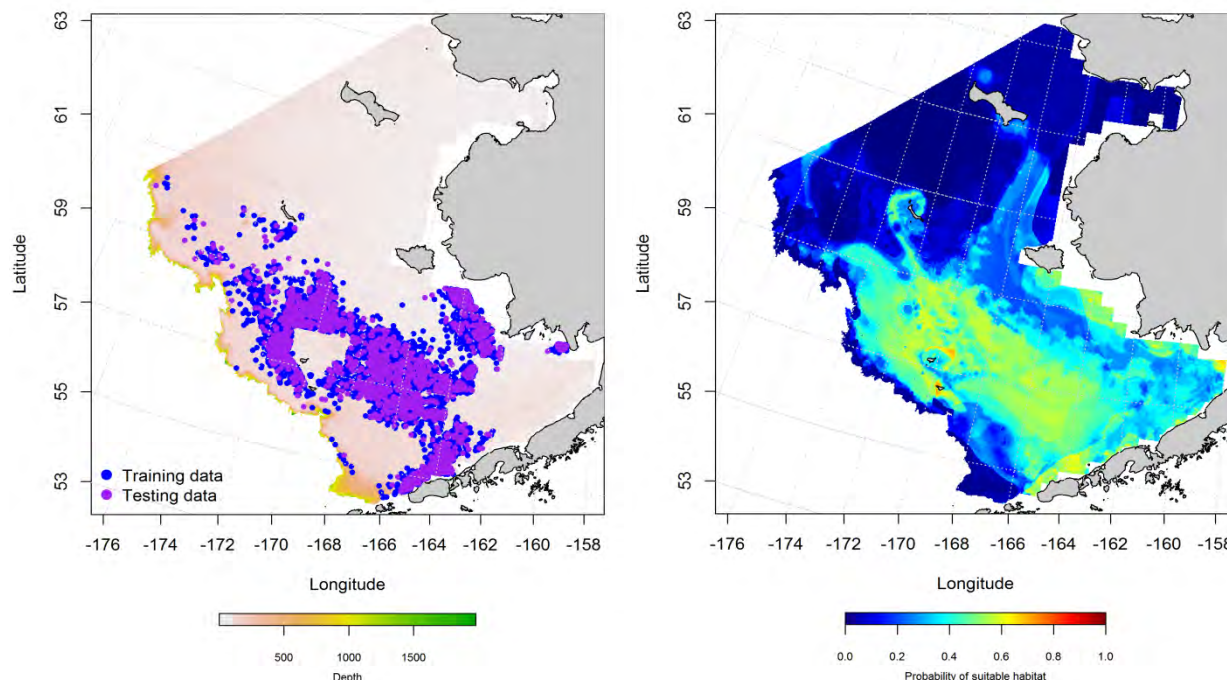 63
61
59
57
55
53
Latitude
Training data
Testing data
-176 -174 -172 -170 -168 -166 -164 -162 -160 -158
Longitude
500 1000 1500
Depth
63
61
59
57
55
53
Latitude
-176 -174 -172 -170 -168 -166 -164 -162 -160 -158
Longitude
0.0 0.2 0.4 0.6 0.8 1.0
Probability of suitable habitat